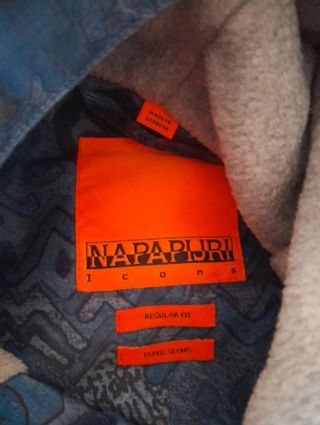 MADE IN
NAPAPIJRI
Icons
REGULAR FIT
TAPED SEAMS